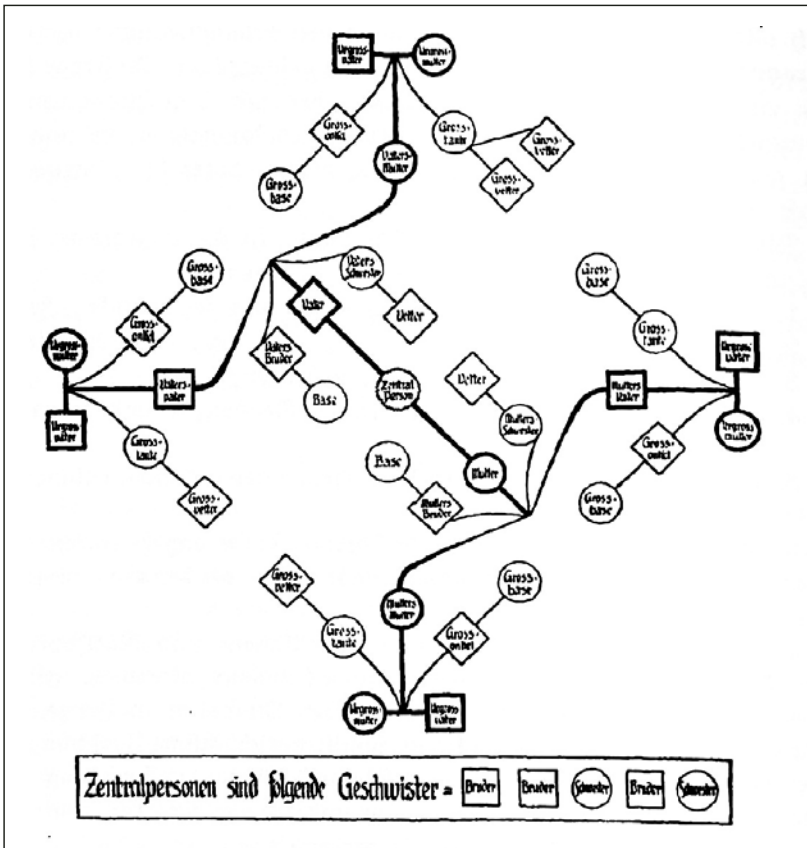 Urgross-
vater
Urgross-
mutter
Gross-
onkel
Gross-
tante
Gross-
vetter
Vaters-
Mutter
Gross-
base
Gross-
vetter
Gross-
base
Vaters
Schwester
Gross-
base
Vater
Vetter
Gross-
onkel
Gross-
tante
Urgross-
mutter
Vaters
Bruder
Urgross-
vater
Vetter
Vaters-
vater
Zentral
Person
Mutters
Vater
Base
Mutters
Schwester
Urgross-
vater
Gross-
tante
Urgross-
mutter
Base
Mutter
Gross-
onkel
Gross-
vetter
Mutters
Bruder
Gross-
base
Gross-
vetter
Gross-
base
Mutters
Mutter
Gross-
tante
Gross-
onkel
Urgross-
mutter
Urgross-
vater
Zentralpersonen sind folgende Geschwister = Bruder Bruder Schwester Bruder Schwester